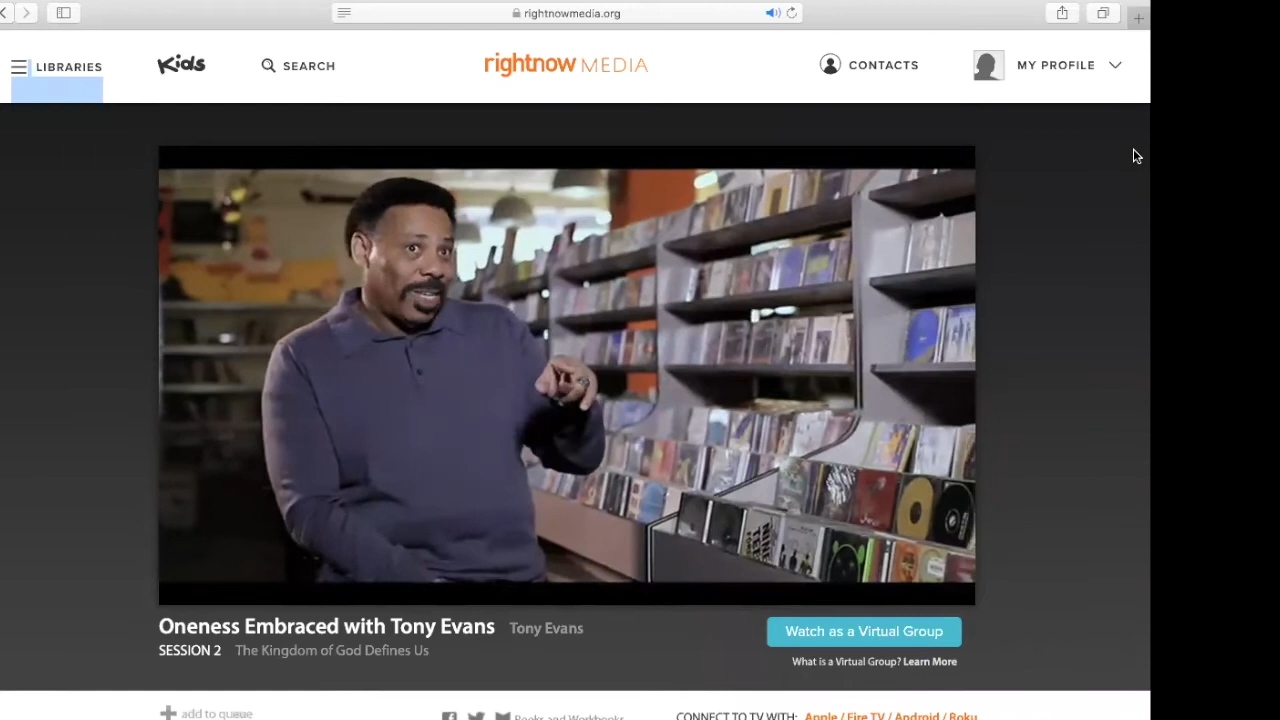 rightnowmedia.org
LIBRARIES
Kids
SEARCH
rightnow MEDIA
CONTACTS
MY PROFILE
Oneness Embraced with Tony Evans Tony Evans
Watch as a Virtual Group
SESSION 2 The Kingdom of God Defines Us
What is a Virtual Group? Learn More
add to queue
Books and Workbooks
CONNECT TO TV WITH: Apple / Fire TV / Android / Roku